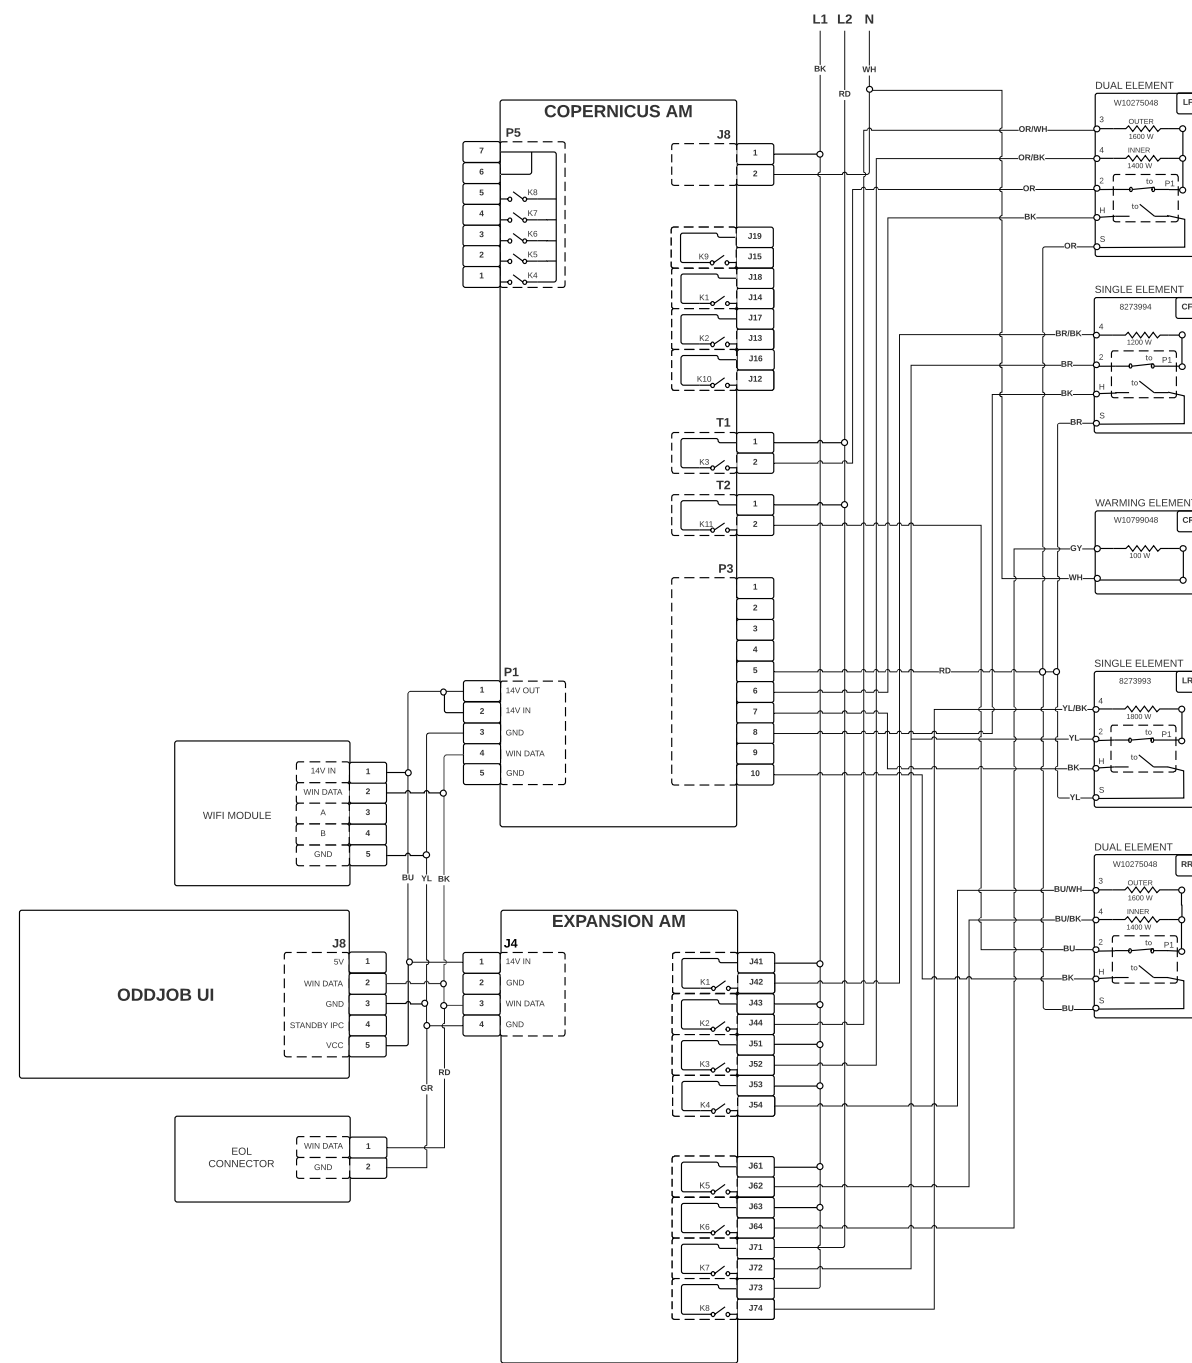 L1 L2 N
BK
RD
WH
COPERNICUS AM
P5
7
6
5 K8
4 K7
3 K6
2 K5
1 K4
J8
1
2
J19
K9 J15
J18
K1 J14
J17
K2 J13
J16
K10 J12
T1
1
K3 2
T2
1
K11 2
P3
1
2
3
4
5
6
7
8
9
10
RD
P1
1 14V OUT
2 14V IN
3 GND
4 WIN DATA
5 GND
WIFI MODULE
14V IN 1
WIN DATA 2
A 3
B 4
GND 5
BU YL BK
ODDJOB UI
J8
5V 1
WIN DATA 2
GND 3
STANDBY IPC 4
VCC 5
RD
GR
EOL
CONNECTOR
WIN DATA 1
GND 2
EXPANSION AM
J4
1 14V IN
2 GND
3 WIN DATA
4 GND
J41
K1 J42
J43
K2 J44
J51
K3 J52
J53
K4 J54
J61
K5 J62
J63
K6 J64
J71
K7 J72
J73
K8 J74
DUAL ELEMENT
W10275048 LF
OR/WH 3 OUTER
1600 W
OR/BK 4 INNER
1400 W
OR 2 to P1
BK H to
OR S
SINGLE ELEMENT
8273994 CF
BR/BK 4
1200 W
BR 2 to P1
BK H to
BR S
WARMING ELEMENT
W10799048 CF
GY
100 W
WH
SINGLE ELEMENT
8273993 LR
YL/BK 4
1800 W
YL 2 to P1
BK H to
YL S
DUAL ELEMENT
W10275048 RR
BU/WH 3 OUTER
1600 W
BU/BK 4 INNER
1400 W
BU 2 to P1
BK H to
BU S